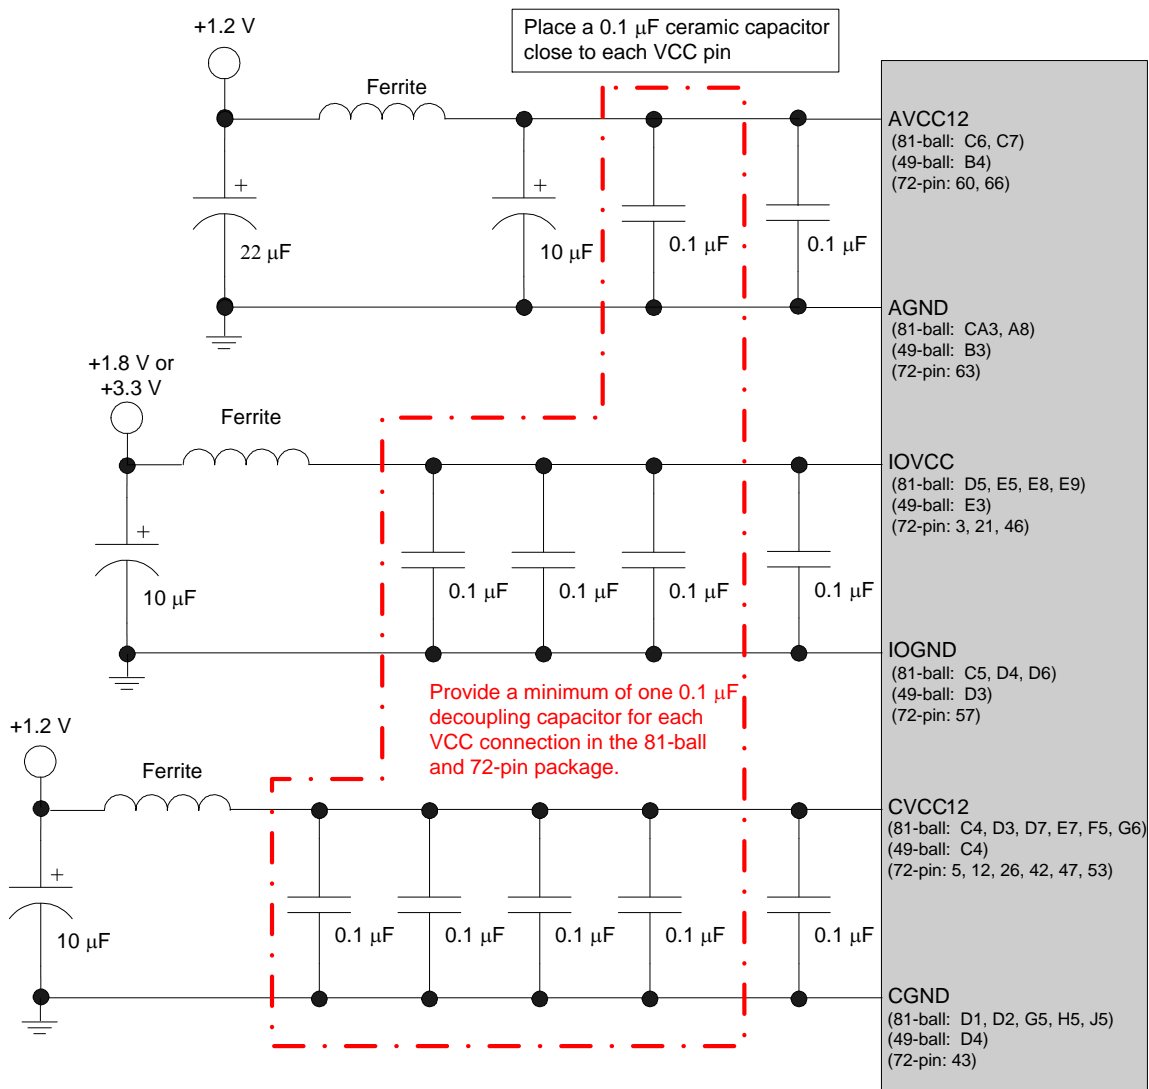 +1.2 V
Place a 0.1 μF ceramic capacitor
close to each VCC pin
Ferrite
AVCC12
(81-ball: C6, C7)
(49-ball: B4)
(72-pin: 60, 66)
+
+
22 μF
10 μF
0.1 μF
0.1 μF
AGND
(81-ball: CA3, A8)
(49-ball: B3)
(72-pin: 63)
+1.8 V or
+3.3 V
Ferrite
IOVCC
(81-ball: D5, E5, E8, E9)
(49-ball: E3)
(72-pin: 3, 21, 46)
+
10 μF
0.1 μF
0.1 μF
0.1 μF
0.1 μF
IOGND
(81-ball: C5, D4, D6)
(49-ball: D3)
(72-pin: 57)
Provide a minimum of one 0.1 μF
decoupling capacitor for each
VCC connection in the 81-ball
and 72-pin package.
+1.2 V
Ferrite
CVCC12
(81-ball: C4, D3, D7, E7, F5, G6)
(49-ball: C4)
(72-pin: 5, 12, 26, 42, 47, 53)
+
10 μF
0.1 μF
0.1 μF
0.1 μF
0.1 μF
0.1 μF
CGND
(81-ball: D1, D2, G5, H5, J5)
(49-ball: D4)
(72-pin: 43)